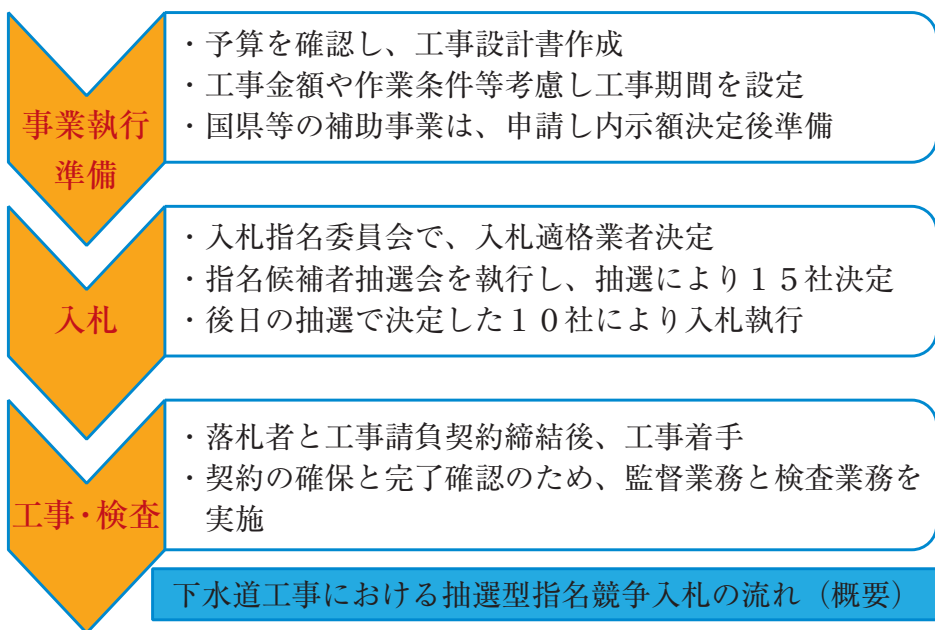 事業執行
準備
・予算を確認し、工事設計書作成
・工事金額や作業条件等考慮し工事期間を設定
・国県等の補助事業は、申請し内示額決定後準備
入札
・入札指名委員会で、入札適格業者決定
・指名候補者抽選会を執行し、抽選により１５社決定
・後日の抽選で決定した１０社により入札執行
工事・検査
・落札者と工事請負契約締結後、工事着手
・契約の確保と完了確認のため、監督業務と検査業務を
実施
下水道工事における抽選型指名競争入札の流れ（概要）